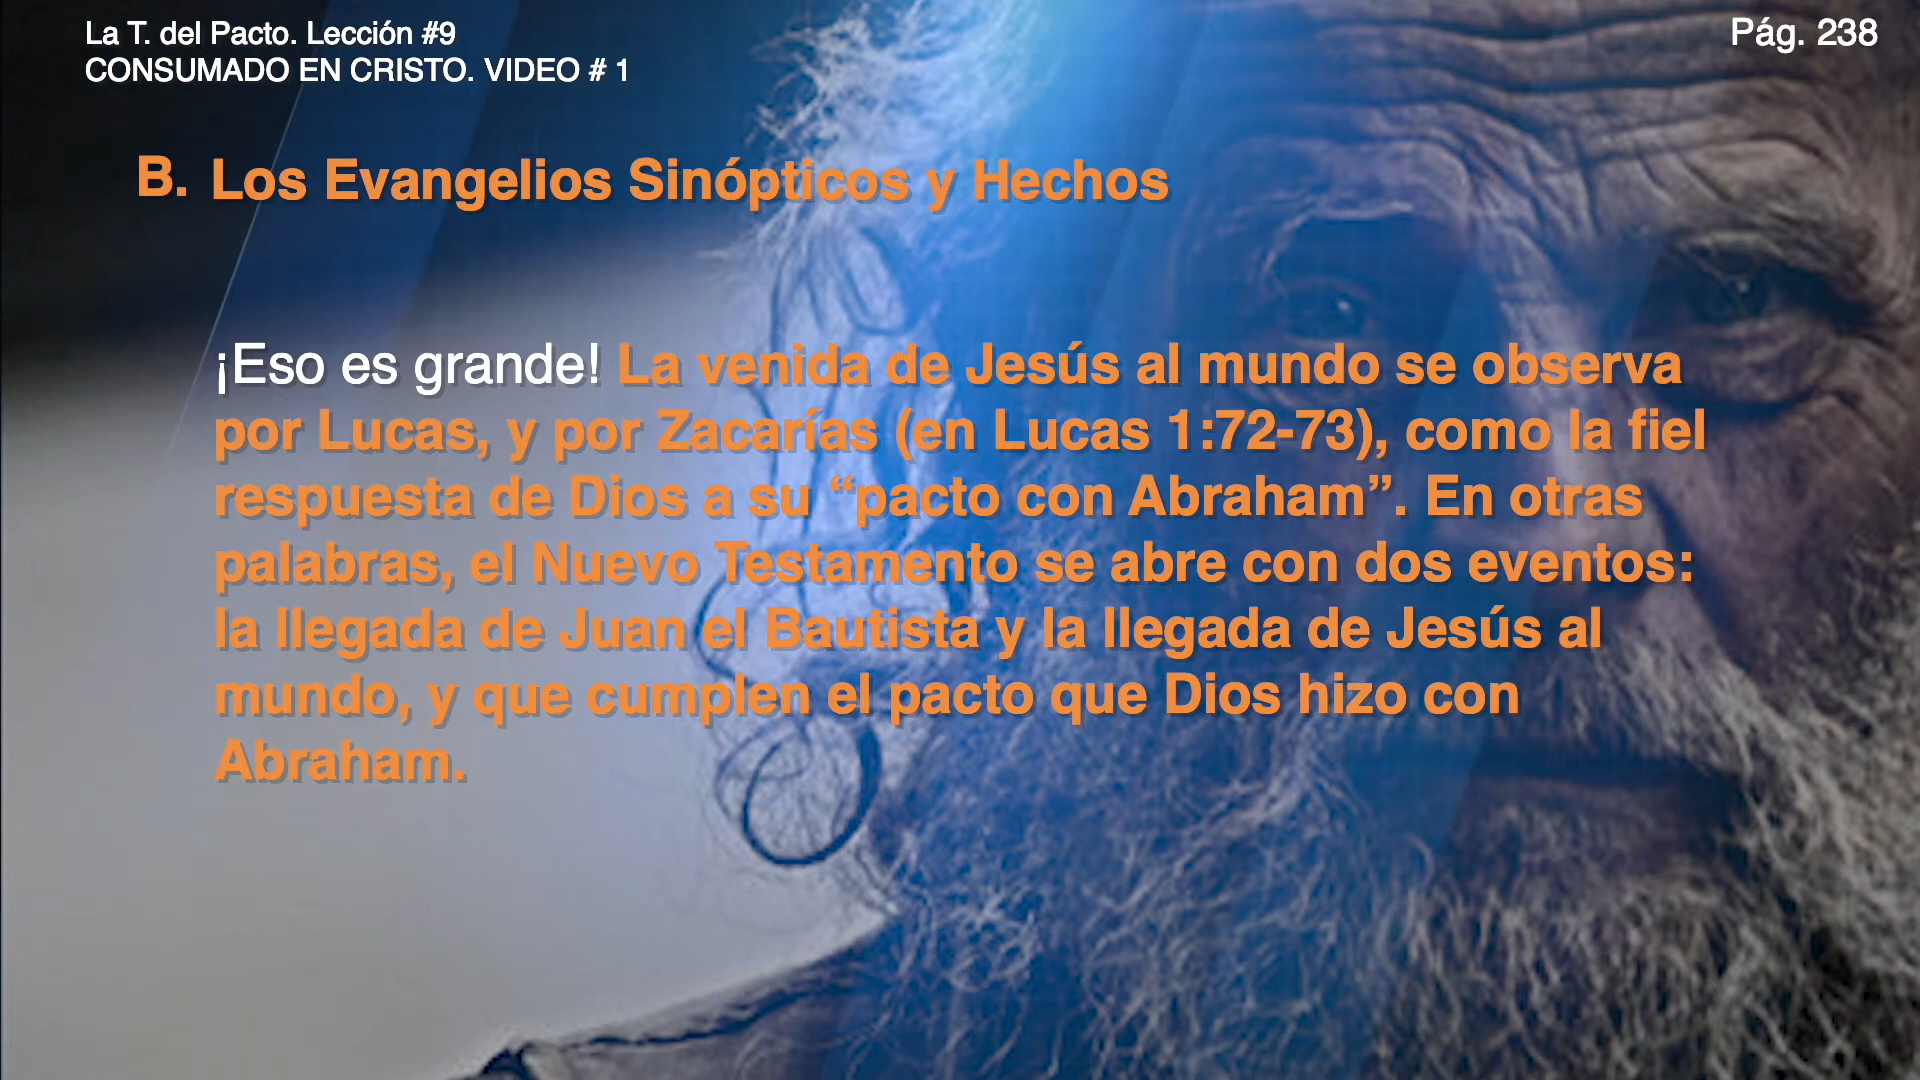 La T. del Pacto. Lección #9
CONSUMADO EN CRISTO. VIDEO # 1
Pág. 238
B. Los Evangelios Sinópticos y Hechos
¡Eso es grande! La venida de Jesús al mundo se observa
por Lucas, y por Zacarías (en Lucas 1:72-73), como la fiel
respuesta de Dios a su “pacto con Abraham”. En otras
palabras, el Nuevo Testamento se abre con dos eventos:
la llegada de Juan el Bautista y la llegada de Jesús al
mundo, y que cumplen el pacto que Dios hizo con
Abraham.